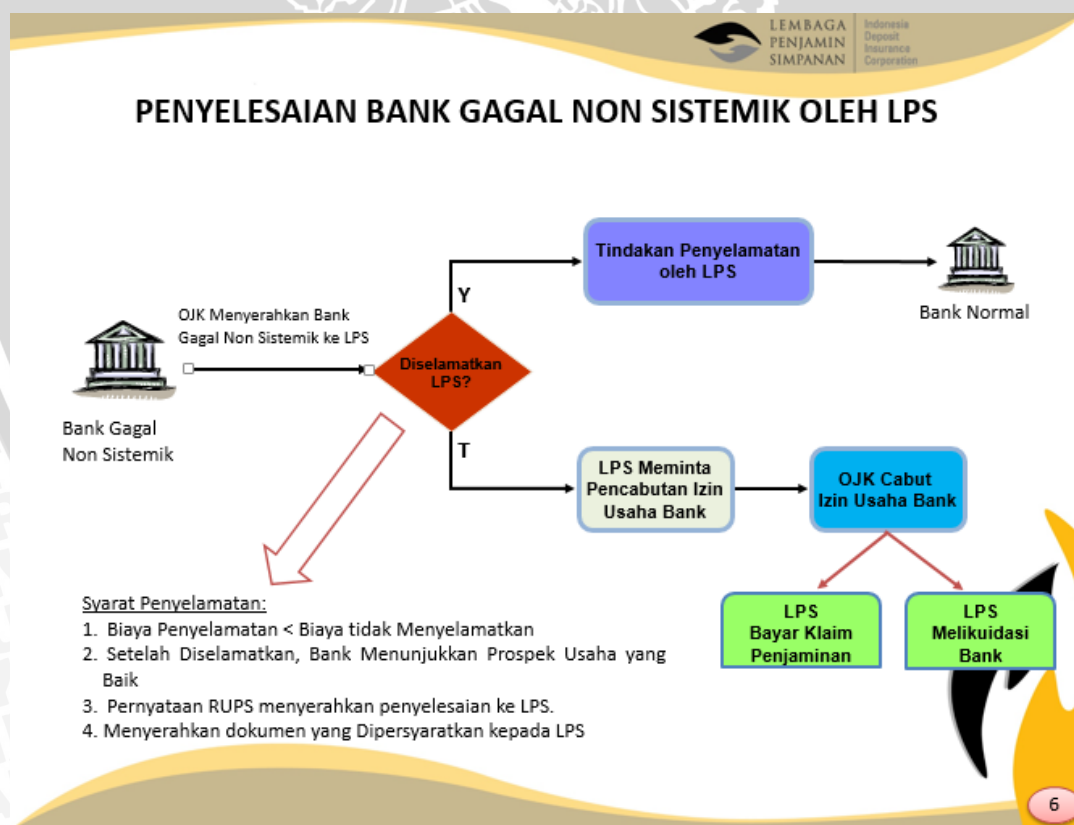 LEMBAGA
PENJAMIN
SIMPANAN
Indonesia
Deposit
Insurance
Corporation
PENYELESAIAN BANK GAGAL NON SISTEMIK OLEH LPS
Tindakan Penyelamatan
oleh LPS
Bank Normal
Y
OJK Menyerahkan Bank
Gagal Non Sistemik ke LPS
Diselamatkan
LPS?
Bank Gagal
Non Sistemik
T
LPS Meminta
Pencabutan Izin
Usaha Bank
OJK Cabut
Izin Usaha Bank
LPS
Bayar Klaim
Penjaminan
LPS
Melikuidasi
Bank
Syarat Penyelamatan:
1. Biaya Penyelamatan < Biaya tidak Menyelamatkan
2. Setelah Diselamatkan, Bank Menunjukkan Prospek Usaha yang
Baik
3. Pernyataan RUPS menyerahkan penyelesaian ke LPS.
4. Menyerahkan dokumen yang Dipersyaratkan kepada LPS
6